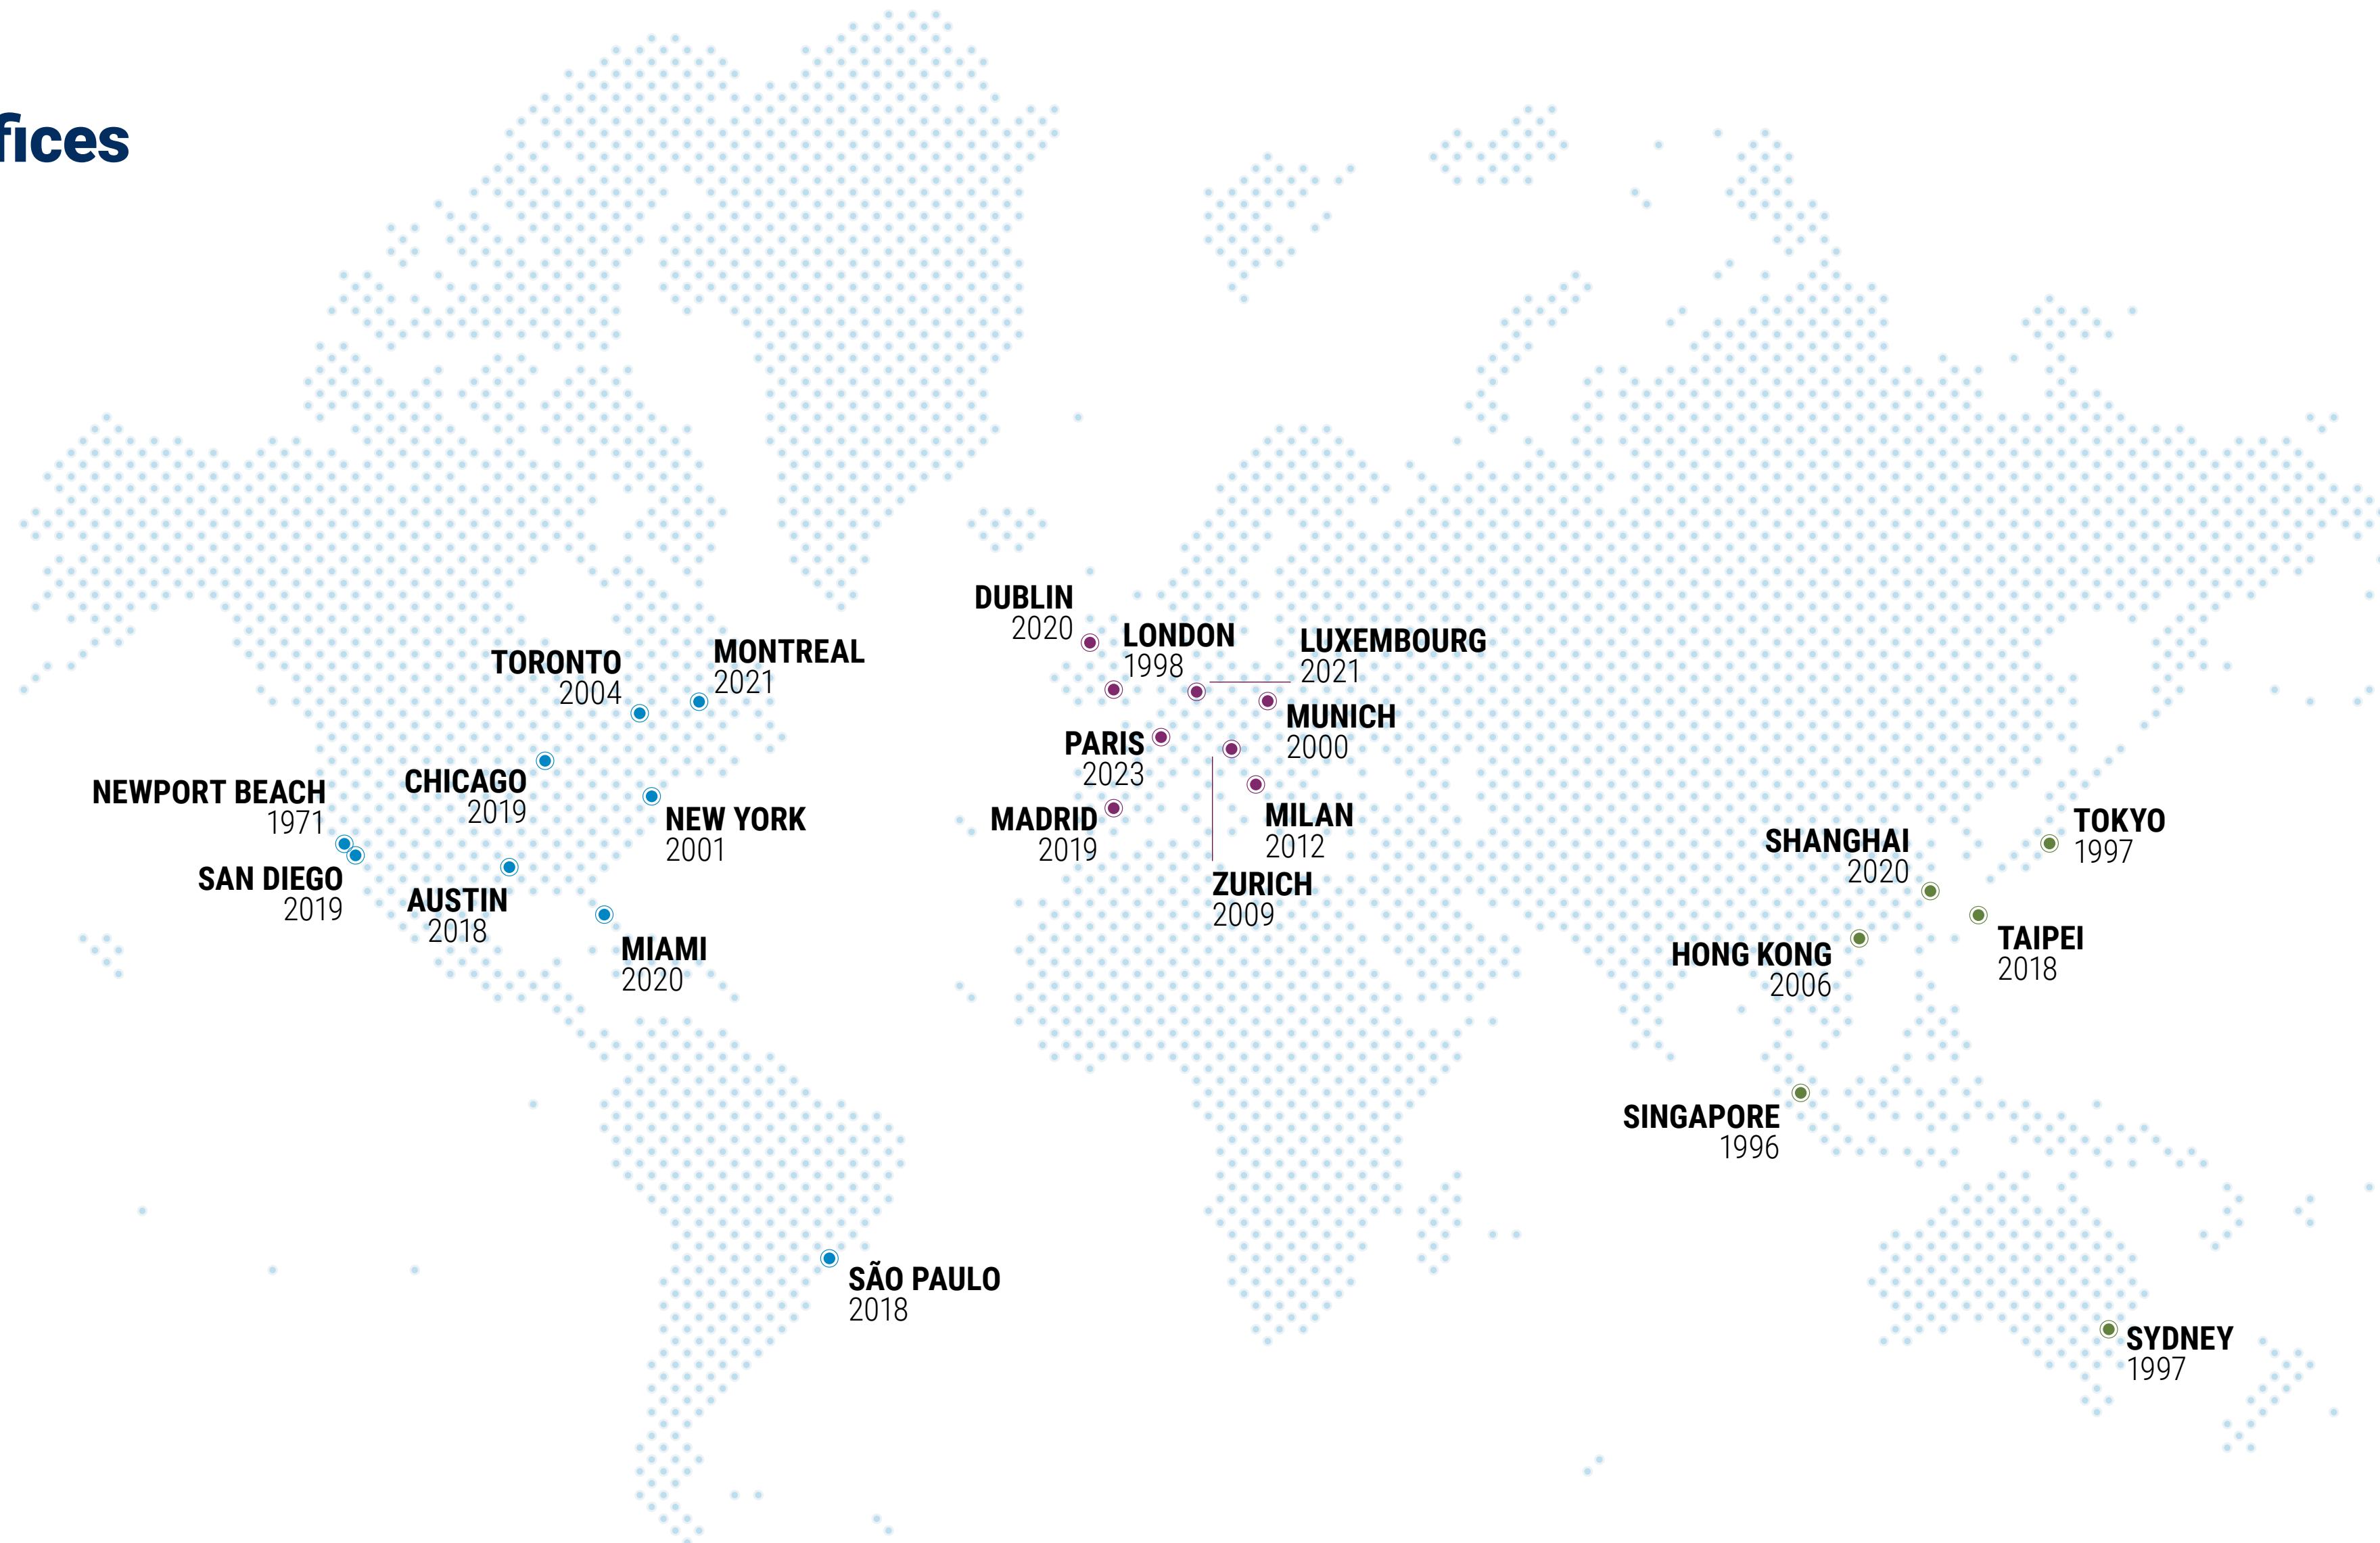 fices
DUBLIN
2020
LONDON
1998
LUXEMBOURG
2021
TORONTO
2004
MONTREAL
2021
MUNICH
2000
PARIS
2023
CHICAGO
2019
NEWPORT BEACH
1971
NEW YORK
2001
MADRID
2019
MILAN
2012
TOKYO
1997
SHANGHAI
2020
SAN DIEGO
2019
AUSTIN
2018
ZURICH
2009
MIAMI
2020
HONG KONG
2006
TAIPEI
2018
SINGAPORE
1996
SÃO PAULO
2018
SYDNEY
1997